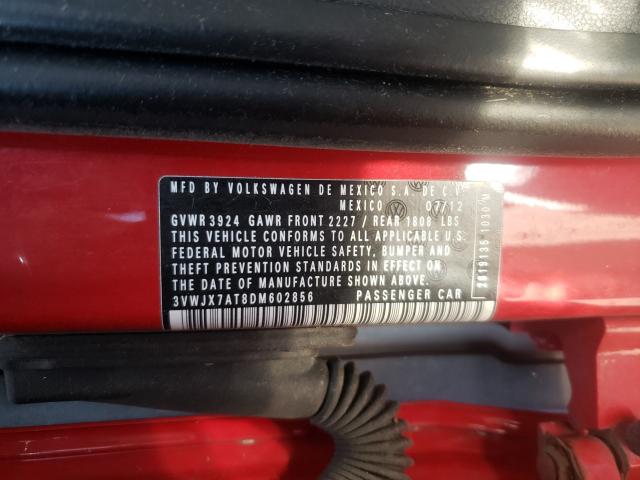 MFD BY VOLKSWAGEN DE MEXICO S.A. DE C.V.
MEXICO 07/12
GVWR 3924 GAWR FRONT 2227 / REAR 1808 LBS
THIS VEHICLE CONFORMS TO ALL APPLICABLE U.S.
FEDERAL MOTOR VEHICLE SAFETY, BUMPER AND
THEFT PREVENTION STANDARDS IN EFFECT ON
THE DATE OF MANUFACTURE SHOWN ABOVE.
3VWJX7AT8DM602856 PASSENGER CAR
2619135 1030